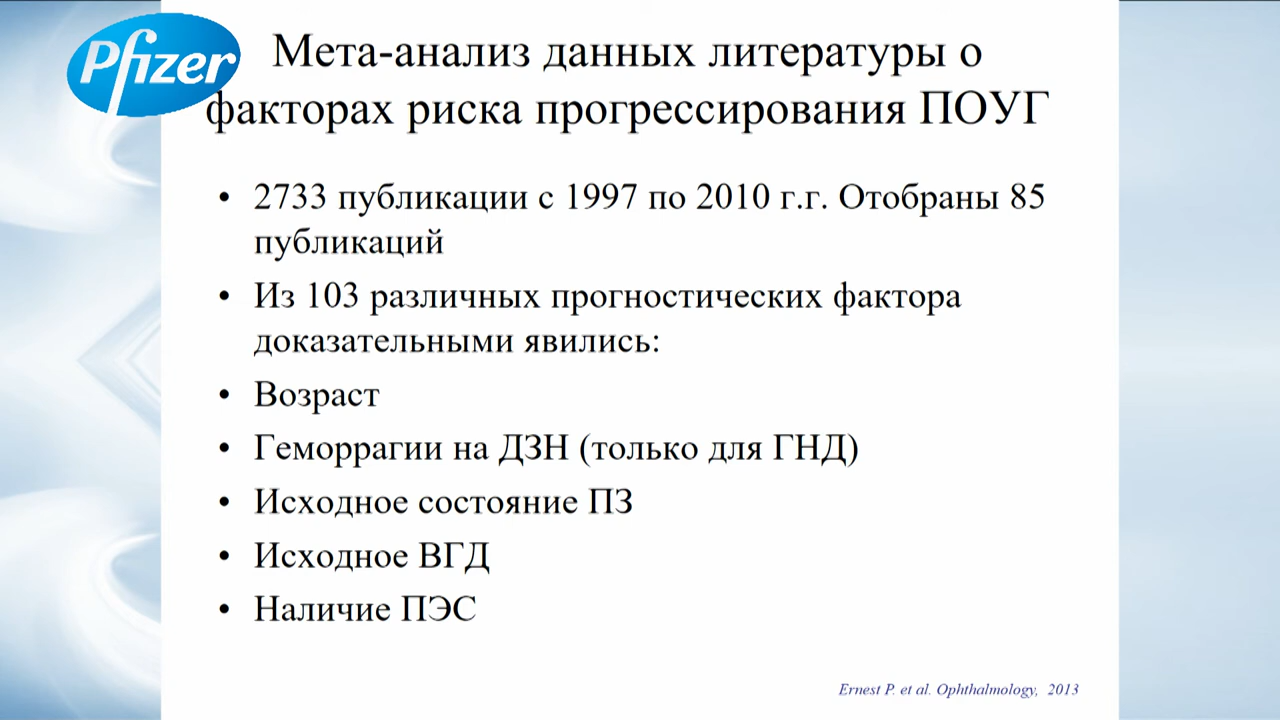 Pfizer
Мета-анализ данных литературы о
факторах риска прогрессирования ПОУГ
• 2733 публикации с 1997 по 2010 г.г. Отобраны 85
публикаций
• Из 103 различных прогностических фактора
доказательными явились:
• Возраст
• Геморрагии на ДЗН (только для ГНД)
• Исходное состояние ПЗ
• Исходное ВГД
• Наличие ПЭС
Ernest P. et al. Ophthalmology, 2013